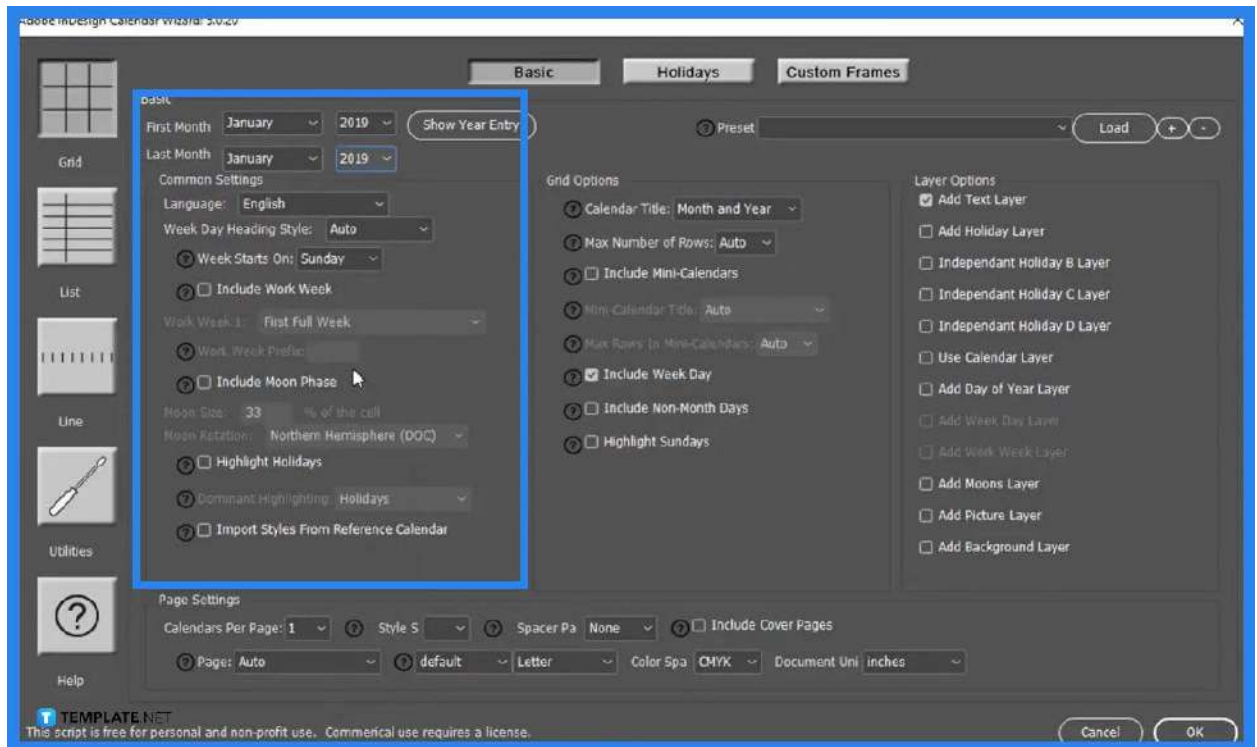 Adobe InDesign Calendar Wizard: 3.0.20
Basic
Holidays
Custom Frames
Grid
List
Line
Utilities
Help
Basic
First Month January 2019 Show Year Entry
Last Month January 2019
Preset Load + -
Common Settings
Language: English
Week Day Heading Style: Auto
Week Starts On: Sunday
Include Work Week
Work Week 1: First Full Week
Work Week Prefix:
Include Moon Phase
Moon Size: 33 % of the cell
Moon Rotation: Northern Hemisphere (DOC)
Highlight Holidays
Dominant Highlighting: Holidays
Import Styles From Reference Calendar
Grid Options
Calendar Title: Month and Year
Max Number of Rows: Auto
Include Mini-Calendars
Mini-Calendar Title: Auto
Max Rows In Mini-Calendars: Auto
Include Week Day
Include Non-Month Days
Highlight Sundays
Layer Options
Add Text Layer
Add Holiday Layer
Independant Holiday B Layer
Independant Holiday C Layer
Independant Holiday D Layer
Use Calendar Layer
Add Day of Year Layer
Add Week Day Layer
Add Work Week Layer
Add Moons Layer
Add Picture Layer
Add Background Layer
Page Settings
Calendars Per Page: 1 Style S Spacer Pa None Include Cover Pages
Page: Auto default Letter Color Spa CMYK Document Uni inches
T TEMPLATE.NET
This script is free for personal and non-profit use. Commerical use requires a license.
Cancel OK